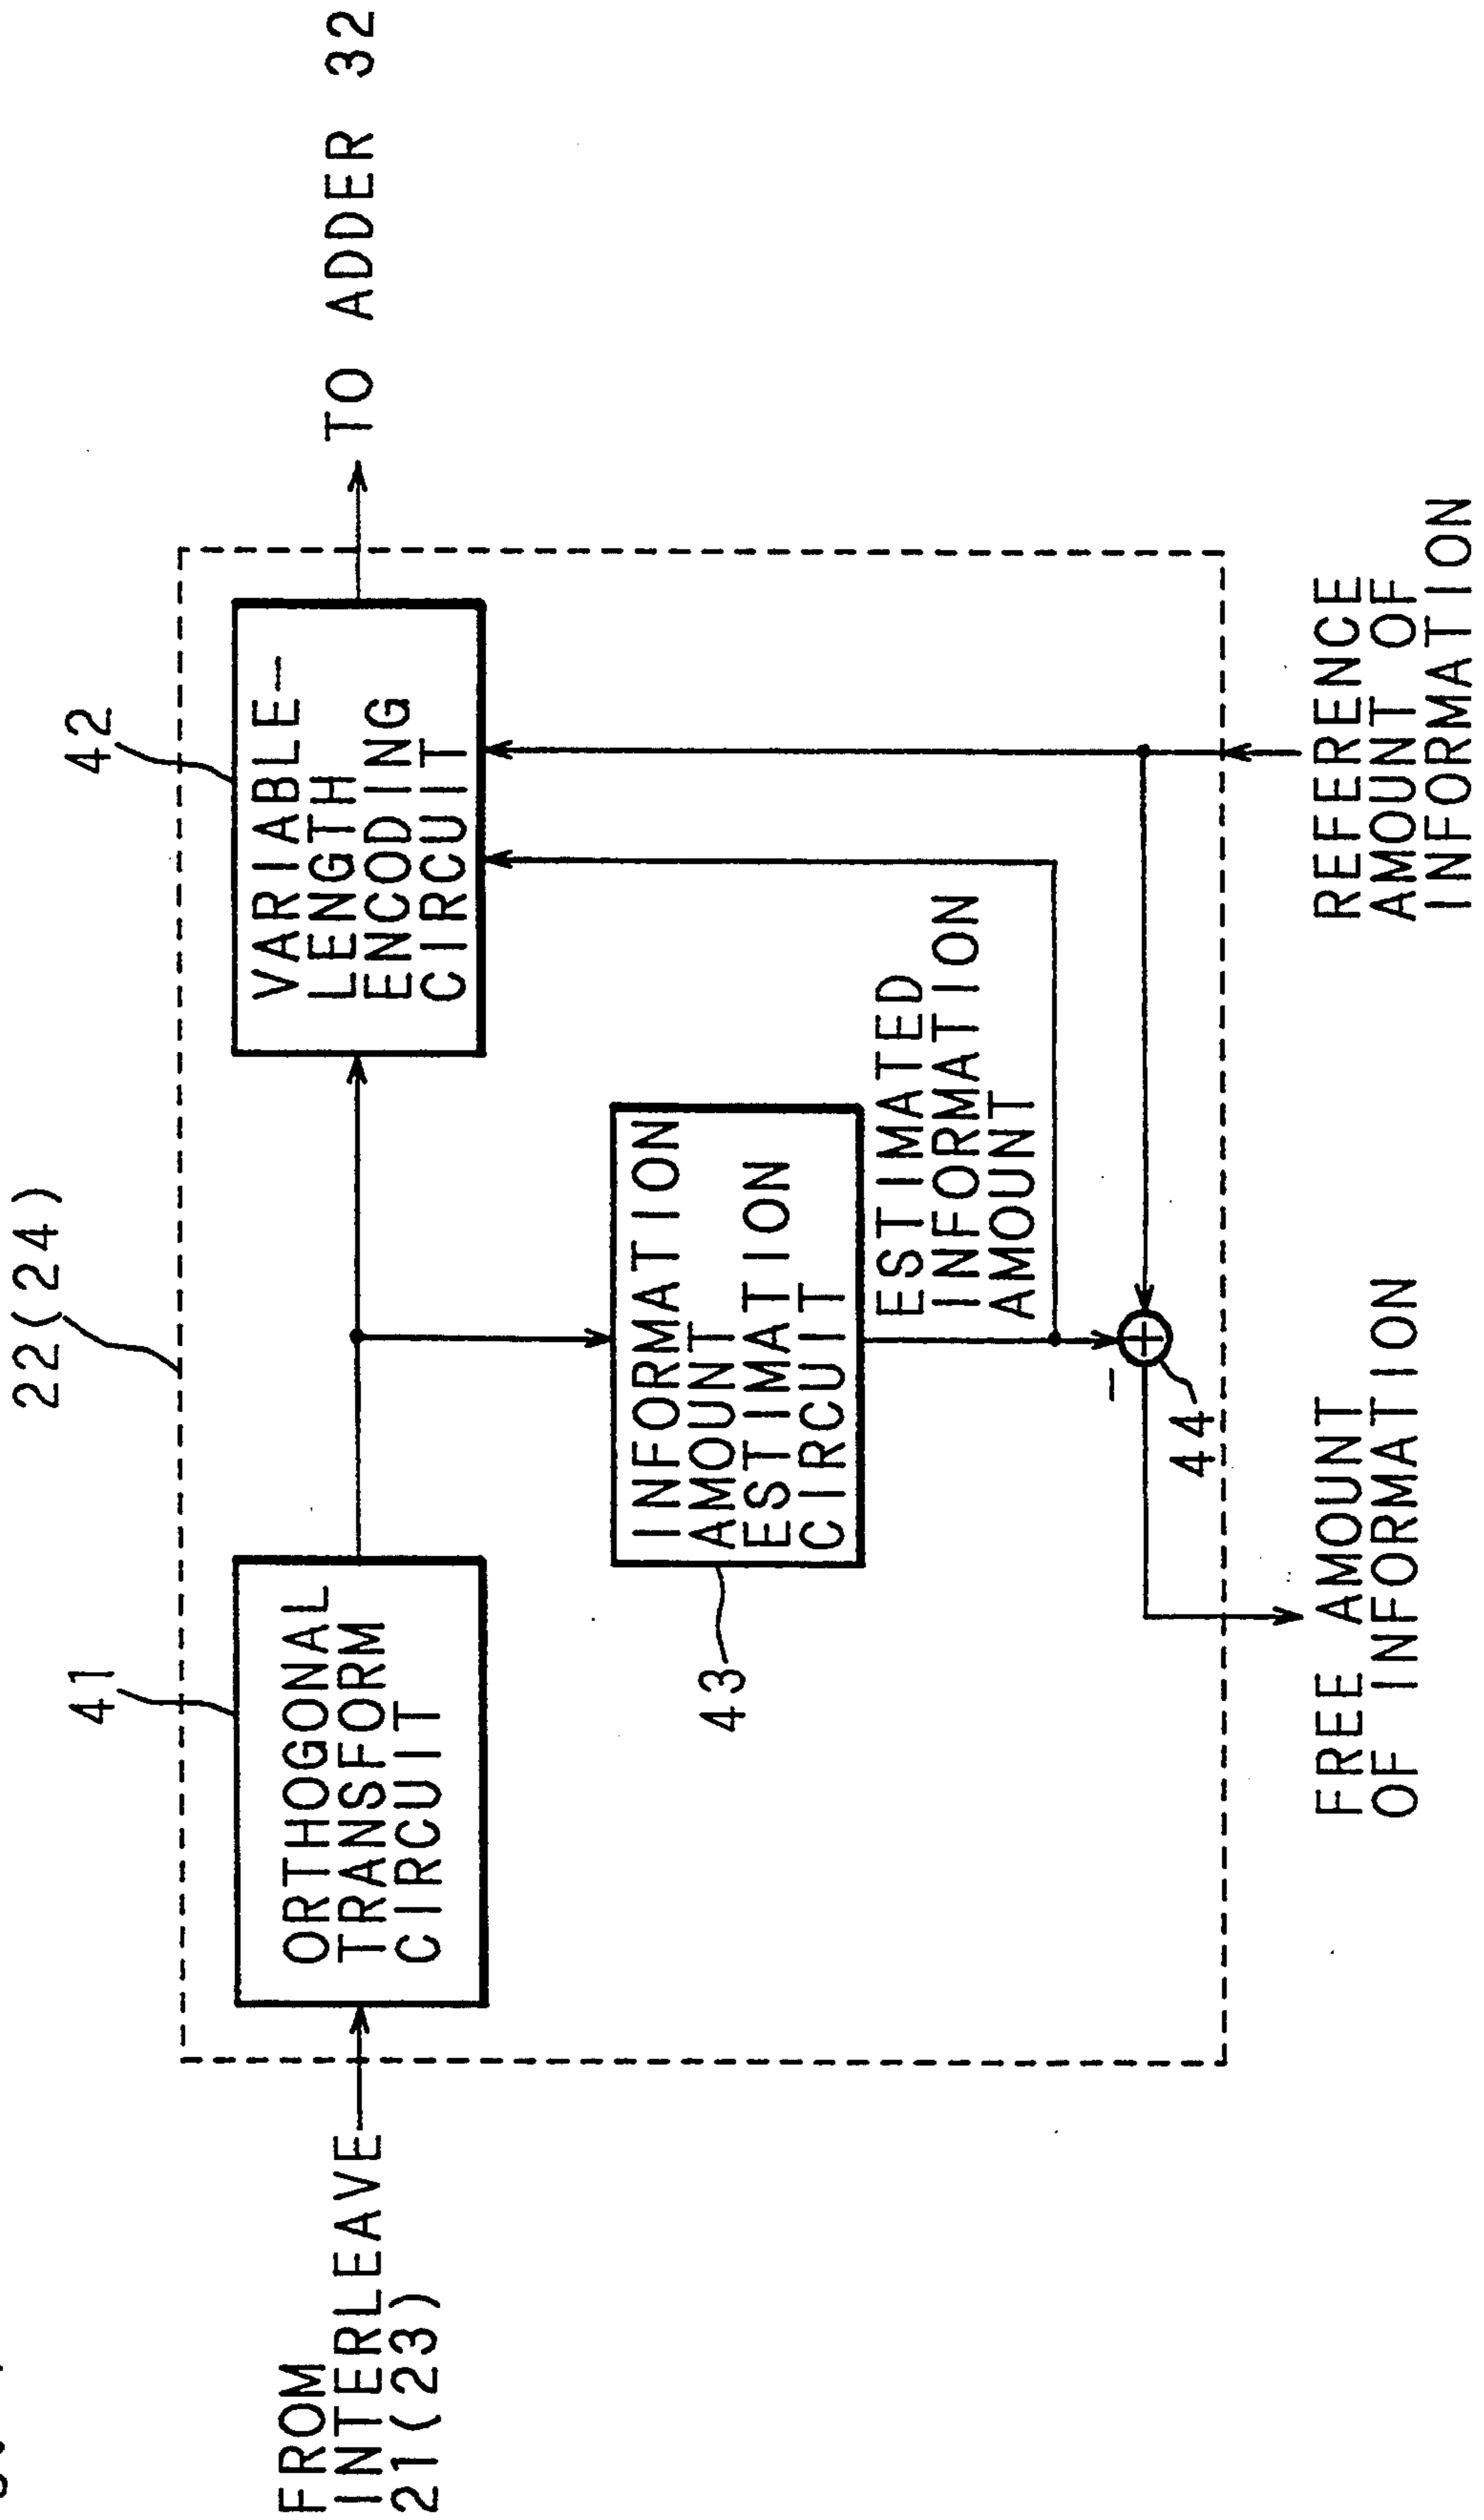 22(24)
41
42
TO ADDER 32
ORTHOGONAL
TRANSFORM
CIRCUIT
VARIABLE-
LENGTH
ENCODING
CIRCUIT
FROM
INTERLEAVE
21(23)
43
INFORMATION
AMOUNT
ESTIMATION
CIRCUIT
ESTIMATED
INFORMATION
AMOUNT
-
44
FREE AMOUNT
OF INFORMATION
REFERENCE
AMOUNT OF
INFORMATION